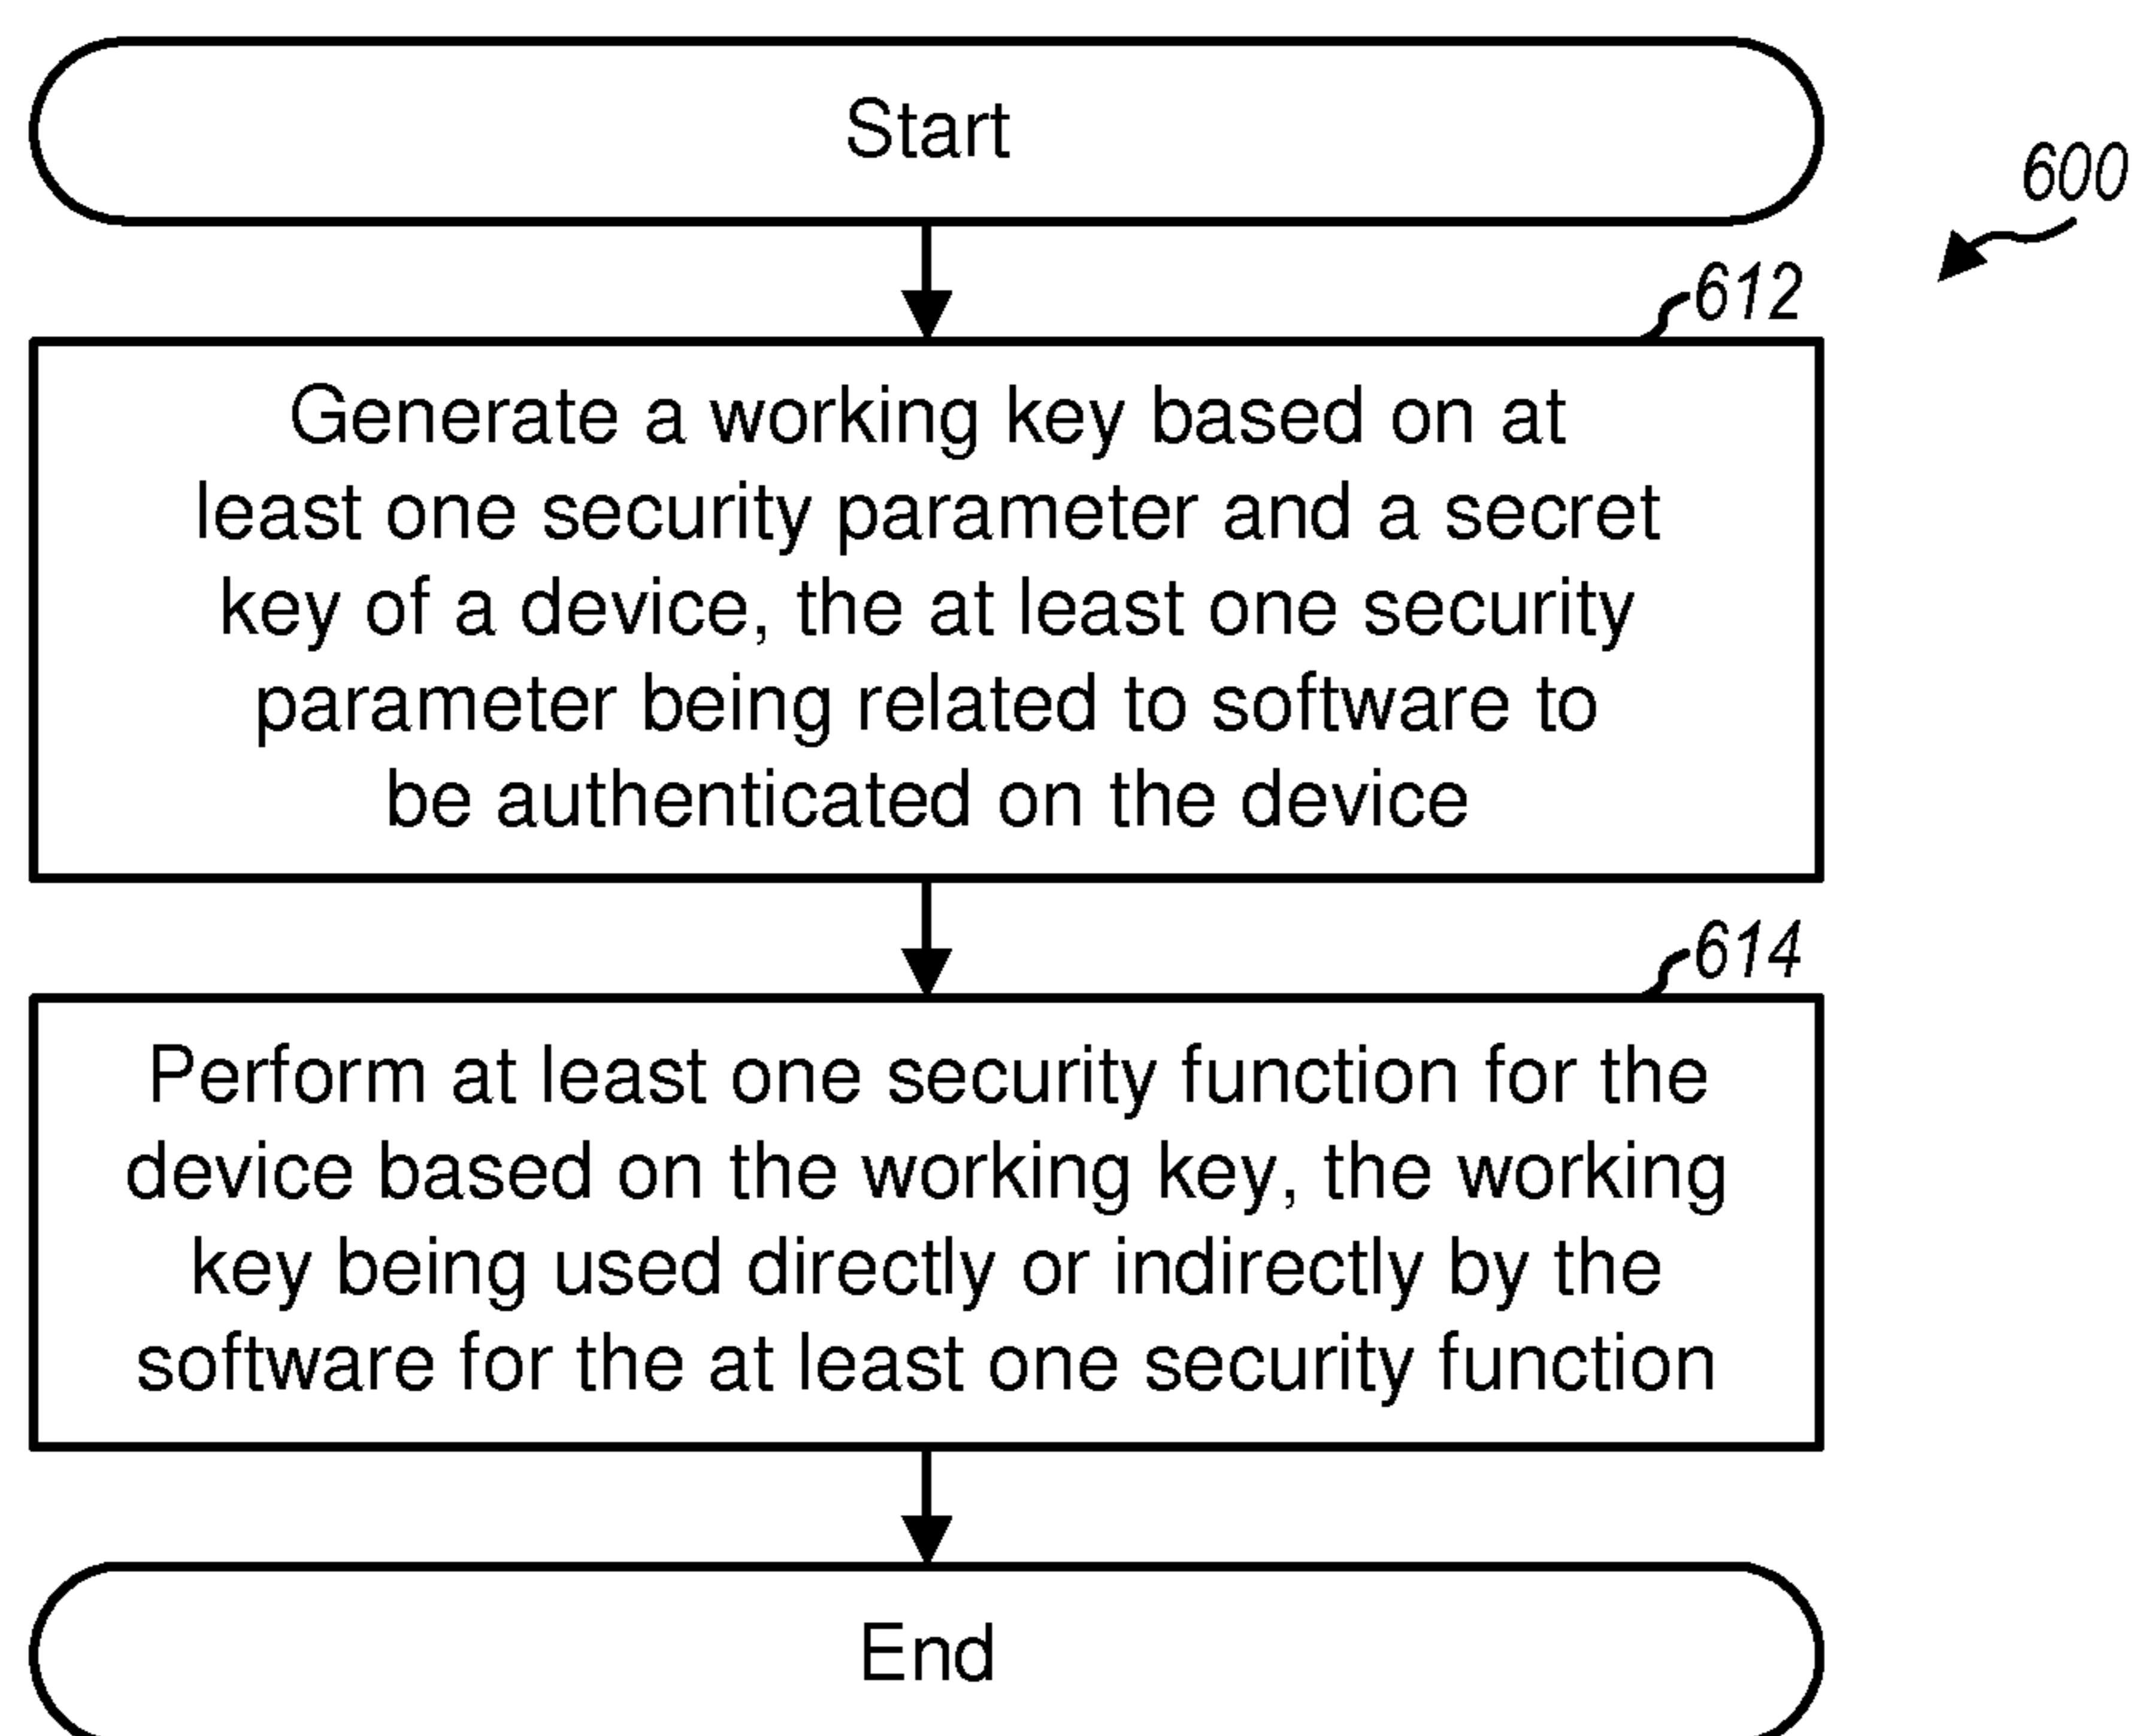 Start
600
612
Generate a working key based on at
least one security parameter and a secret
key of a device, the at least one security
parameter being related to software to
be authenticated on the device
614
Perform at least one security function for the
device based on the working key, the working
key being used directly or indirectly by the
software for the at least one security function
End